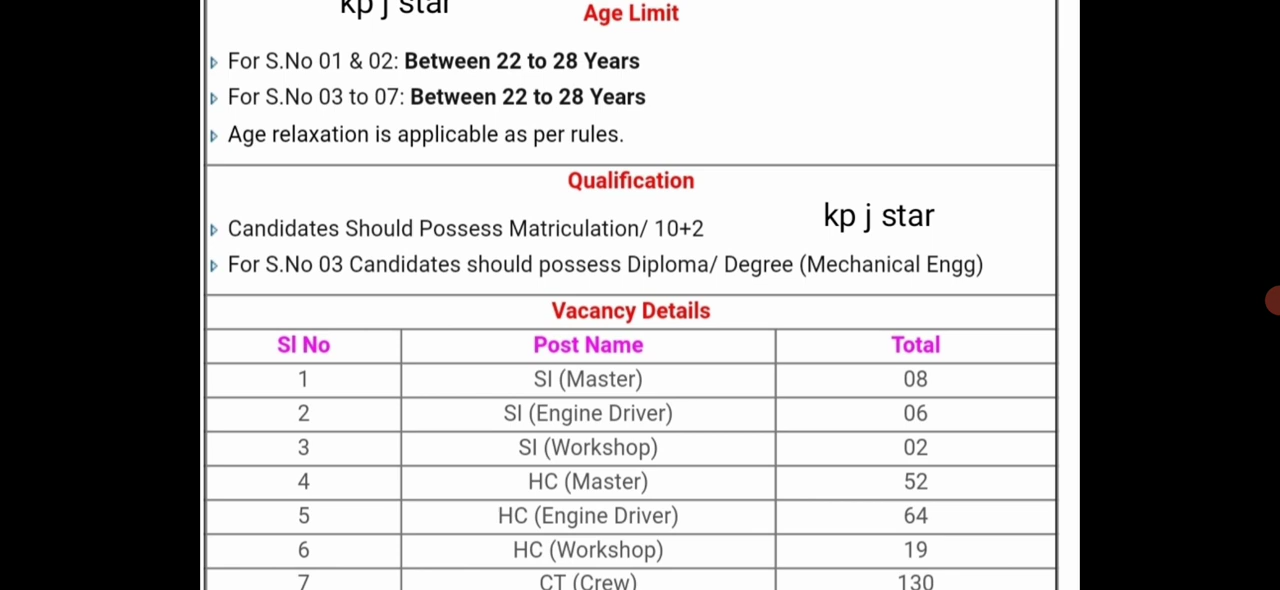 kp j star
Age Limit
For S.No 01 & 02: Between 22 to 28 Years
For S.No 03 to 07: Between 22 to 28 Years
Age relaxation is applicable as per rules.
Qualification
kp j star
Candidates Should Possess Matriculation/ 10+2
For S.No 03 Candidates should possess Diploma/ Degree (Mechanical Engg)
Vacancy Details
Sl No Post Name Total
1 SI (Master) 08
2 SI (Engine Driver) 06
3 SI (Workshop) 02
4 HC (Master) 52
5 HC (Engine Driver) 64
6 HC (Workshop) 19
7 CT (Crew) 130